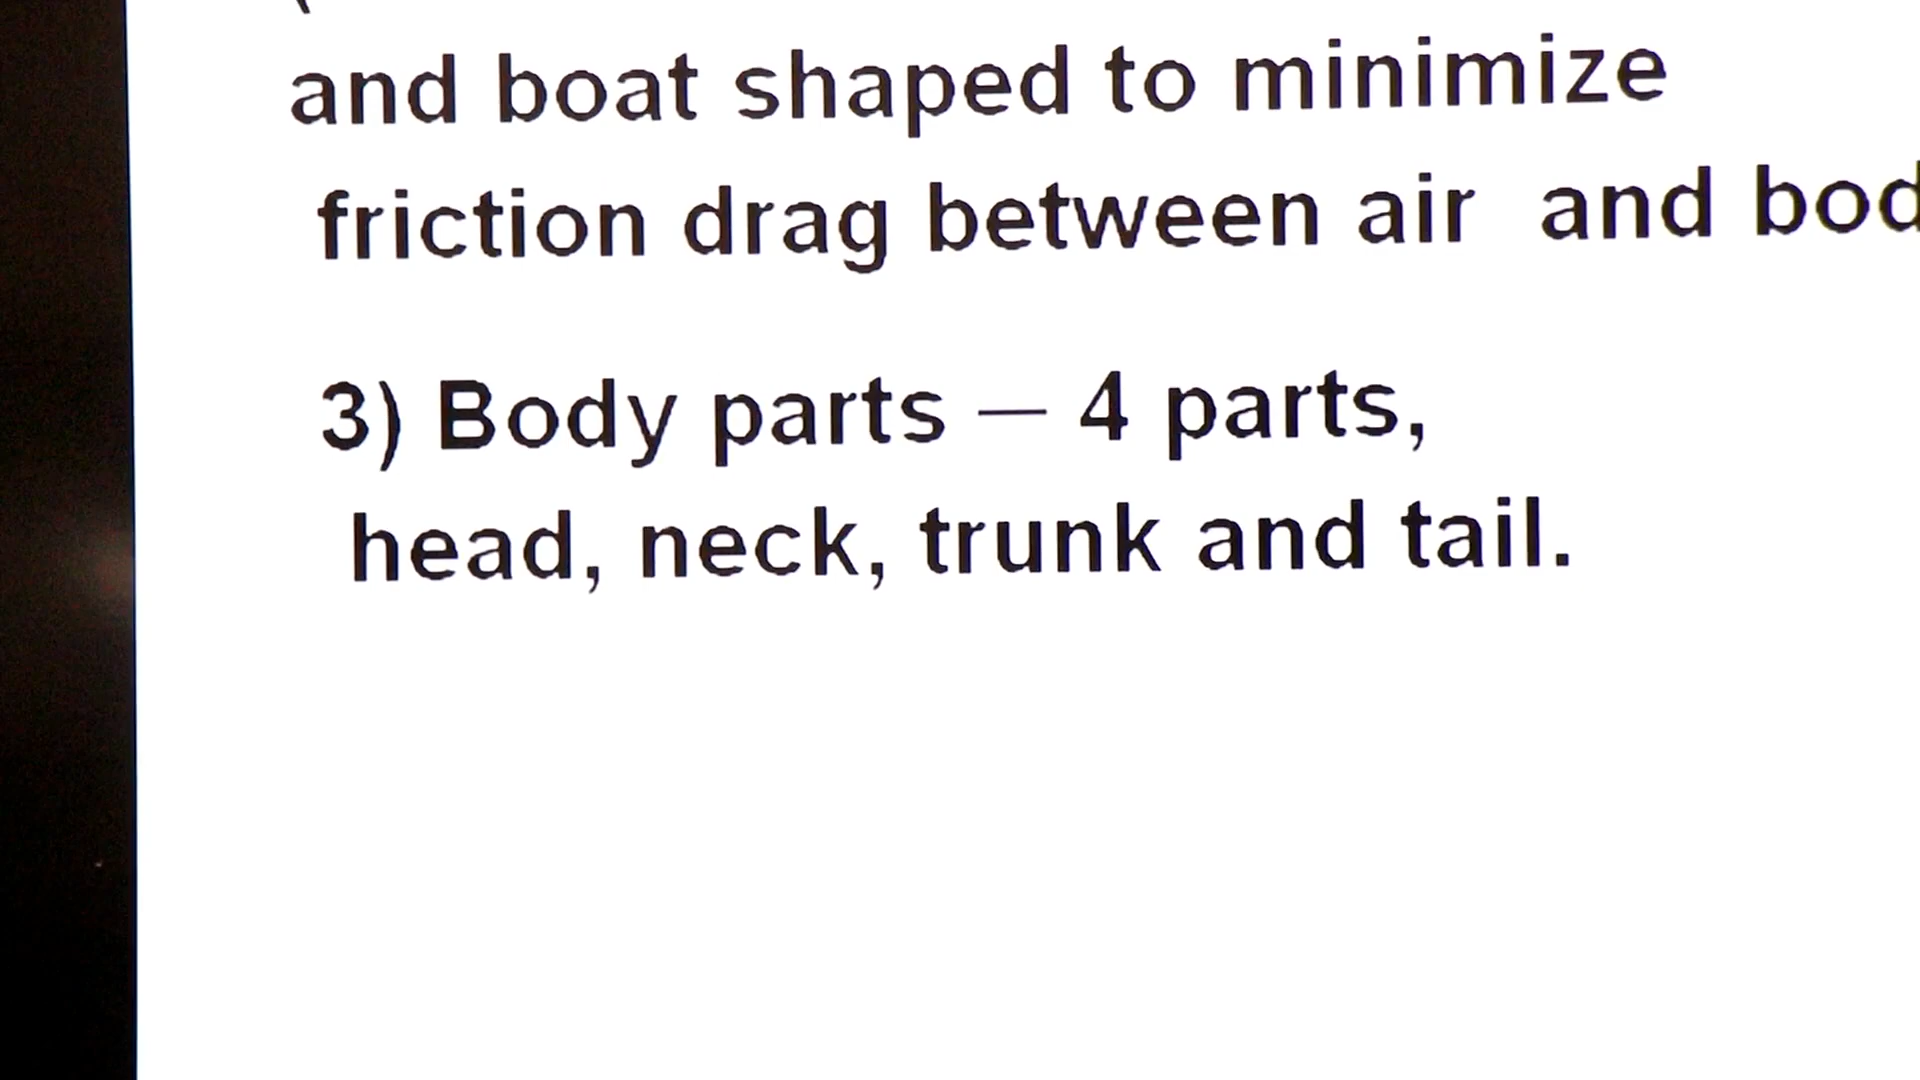 and boat shaped to minimize
friction drag between air and
3) Body parts — 4 parts,
head, neck, trunk and tail.